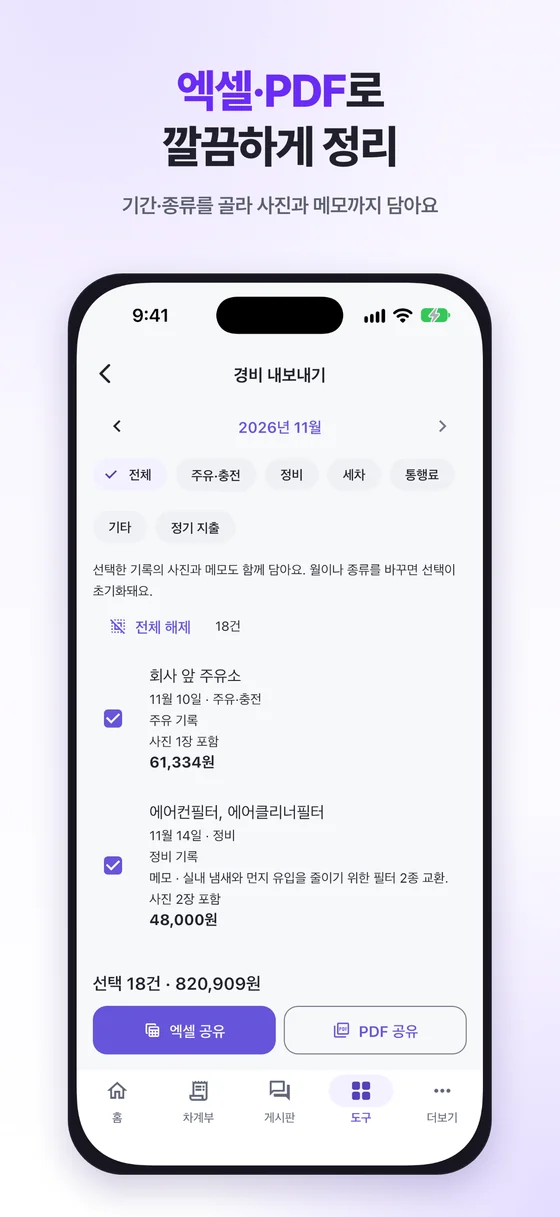 엑셀·PDF로
깔끔하게 정리
기간·종류를 골라 사진과 메모까지 담아요
9:41
경비 내보내기
2026년 11월
전체
주유·충전
정비
세차
통행료
기타
정기 지출
선택한 기록의 사진과 메모도 함께 담아요. 월이나 종류를 바꾸면 선택이
초기화돼요.
전체 해제
18건
회사 앞 주유소
11월 10일 · 주유·충전
주유 기록
사진 1장 포함
61,334원
에어컨필터, 에어클리너필터
11월 14일 · 정비
정비 기록
메모 · 실내 냄새와 먼지 유입을 줄이기 위한 필터 2종 교환.
사진 2장 포함
48,000원
선택 18건 · 820,909원
엑셀 공유
PDF 공유
홈
차계부
게시판
도구
더보기